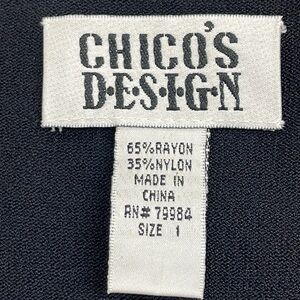 CHICO'S
D·E·S·I·G·N
65%RAYON
35%NYLON
MADE IN
CHINA
RN# 79984
SIZE 1